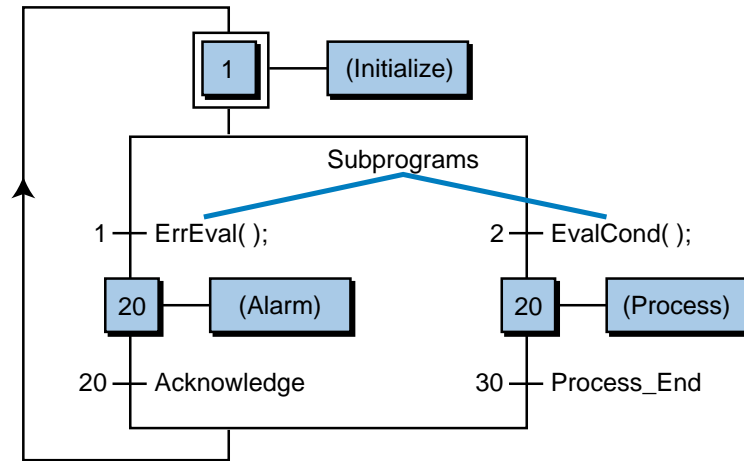 1
(Initialize)
Subprograms
1 ErrEval( );
2 EvalCond( );
20
(Alarm)
20
(Process)
20 Acknowledge
30 Process_End